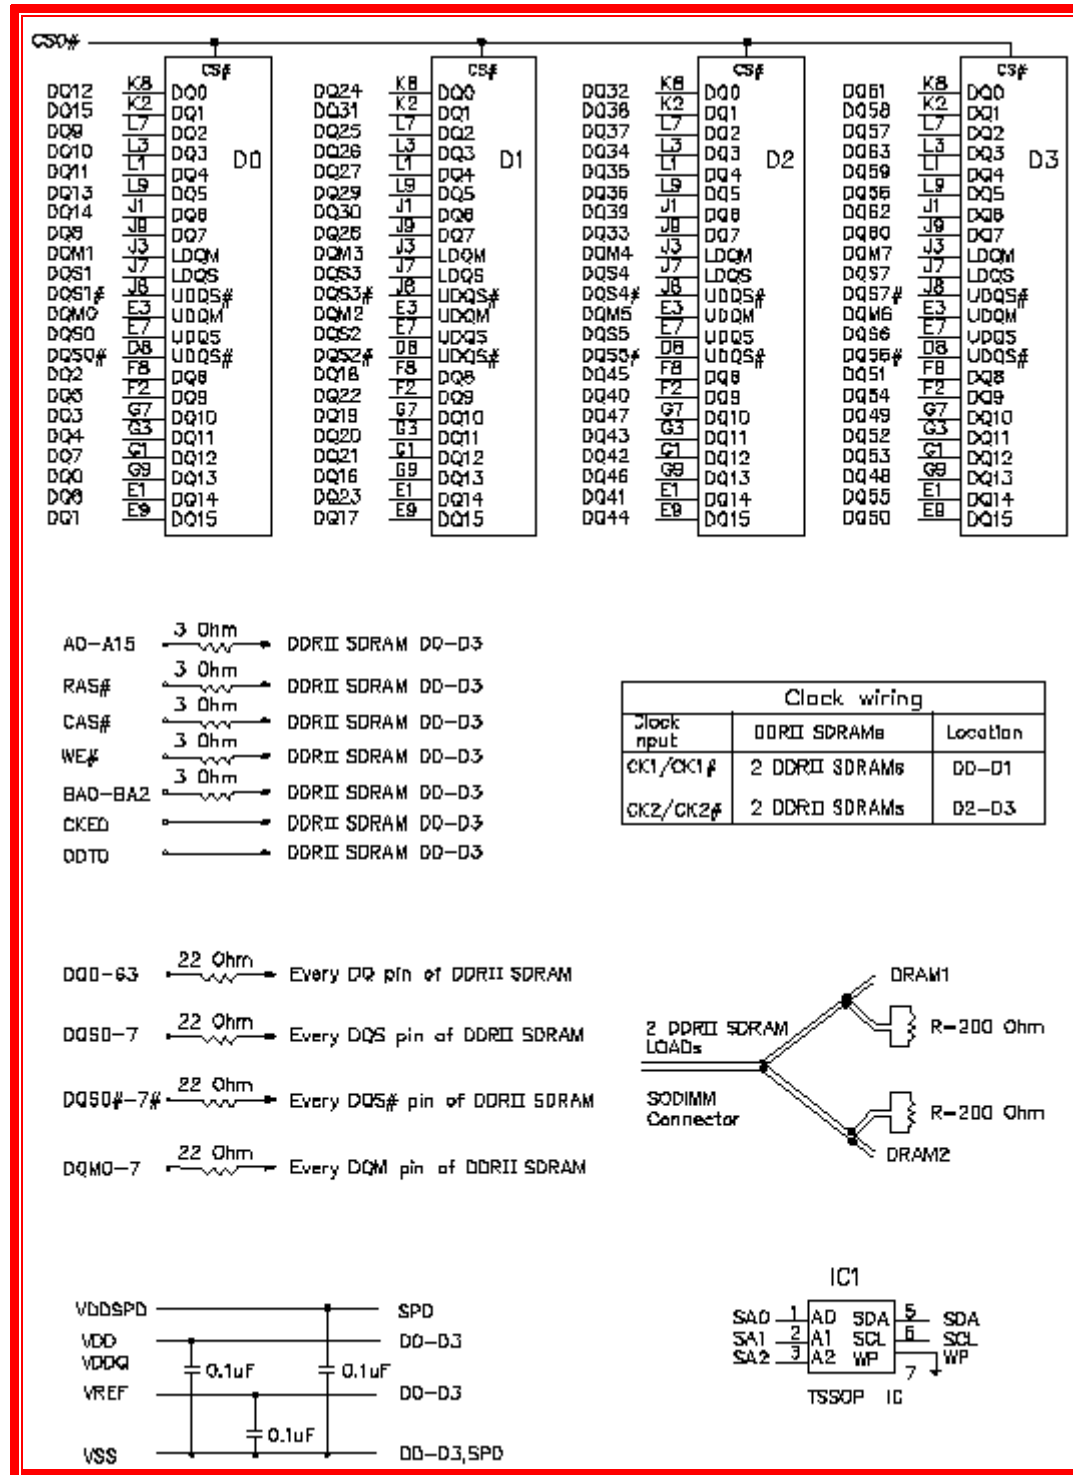 CS0#
CS# CS# CS# CS#
DQ12 K8 DQ0 DQ24 K8 DQ0 DQ32 K8 DQ0 DQ61 K8 DQ0
DQ15 K2 DQ1 DQ31 K2 DQ1 DQ38 K2 DQ1 DQ58 K2 DQ1
DQ9 L7 DQ2 DQ25 L7 DQ2 DQ37 L7 DQ2 DQ57 L7 DQ2
DQ10 L3 DQ3 D0 DQ26 L3 DQ3 D1 DQ34 L3 DQ3 D2 DQ63 L3 DQ3 D3
DQ11 L1 DQ4 DQ27 L1 DQ4 DQ35 L1 DQ4 DQ59 L1 DQ4
DQ13 L9 DQ5 DQ29 L9 DQ5 DQ36 L9 DQ5 DQ56 L9 DQ5
DQ14 J1 DQ6 DQ30 J1 DQ6 DQ39 J1 DQ6 DQ62 J1 DQ6
DQ8 J9 DQ7 DQ28 J9 DQ7 DQ33 J9 DQ7 DQ60 J9 DQ7
DQM1 J3 LDQM DQM3 J3 LDQM DQM4 J3 LDQM DQM7 J3 LDQM
DQS1 J7 LDQS DQS3 J7 LDQS DQS4 J7 LDQS DQS7 J7 LDQS
DQS1# J8 UDQS# DQS3# J8 UDQS# DQS4# J8 UDQS# DQS7# J8 UDQS#
DQM0 E3 UDQM DQM2 E3 UDQM DQM5 E3 UDQM DQM6 E3 UDQM
DQS0 E7 UDQS DQS2 E7 UDQS DQS5 E7 UDQS DQS6 E7 UDQS
DQS0# D8 UDQS# DQS2# D8 UDQS# DQS5# D8 UDQS# DQS6# D8 UDQS#
DQ2 F8 DQ8 DQ18 F8 DQ8 DQ45 F8 DQ8 DQ51 F8 DQ8
DQ5 F2 DQ9 DQ22 F2 DQ9 DQ40 F2 DQ9 DQ54 F2 DQ9
DQ3 G7 DQ10 DQ19 G7 DQ10 DQ47 G7 DQ10 DQ49 G7 DQ10
DQ4 G3 DQ11 DQ20 G3 DQ11 DQ43 G3 DQ11 DQ52 G3 DQ11
DQ7 G1 DQ12 DQ21 G1 DQ12 DQ42 G1 DQ12 DQ53 G1 DQ12
DQ0 G9 DQ13 DQ16 G9 DQ13 DQ46 G9 DQ13 DQ48 G9 DQ13
DQ6 E1 DQ14 DQ23 E1 DQ14 DQ41 E1 DQ14 DQ55 E1 DQ14
DQ1 E9 DQ15 DQ17 E9 DQ15 DQ44 E9 DQ15 DQ50 E9 DQ15
A0-A15 3 Ohm DDRII SDRAM D0-D3
RAS# 3 Ohm DDRII SDRAM D0-D3
CAS# 3 Ohm DDRII SDRAM D0-D3
WE# 3 Ohm DDRII SDRAM D0-D3
BA0-BA2 3 Ohm DDRII SDRAM D0-D3
CKE0 DDRII SDRAM D0-D3
ODT0 DDRII SDRAM D0-D3
Clock wiring
Clock
nput DDRII SDRAMs Location
CK1/CK1# 2 DDRII SDRAMs D0-D1
CK2/CK2# 2 DDRII SDRAMs D2-D3
DQ0-63 22 Ohm Every DQ pin of DDRII SDRAM
DQS0-7 22 Ohm Every DQS pin of DDRII SDRAM
DQS0#-7# 22 Ohm Every DQS# pin of DDRII SDRAM
DQM0-7 22 Ohm Every DQM pin of DDRII SDRAM
DRAM1
R-200 Ohm
2 DDRII SDRAM
LOADs
SODIMM
Connector
R-200 Ohm
DRAM2
VDDSPD SPD
VDD D0-D3
VDDQ
0.1uF 0.1uF
VREF D0-D3
0.1uF
VSS D0-D3,SPD
IC1
SA0 1 A0 SDA 5 SDA
SA1 2 A1 SCL 6 SCL
SA2 3 A2 WP WP
7
TSSOP IC